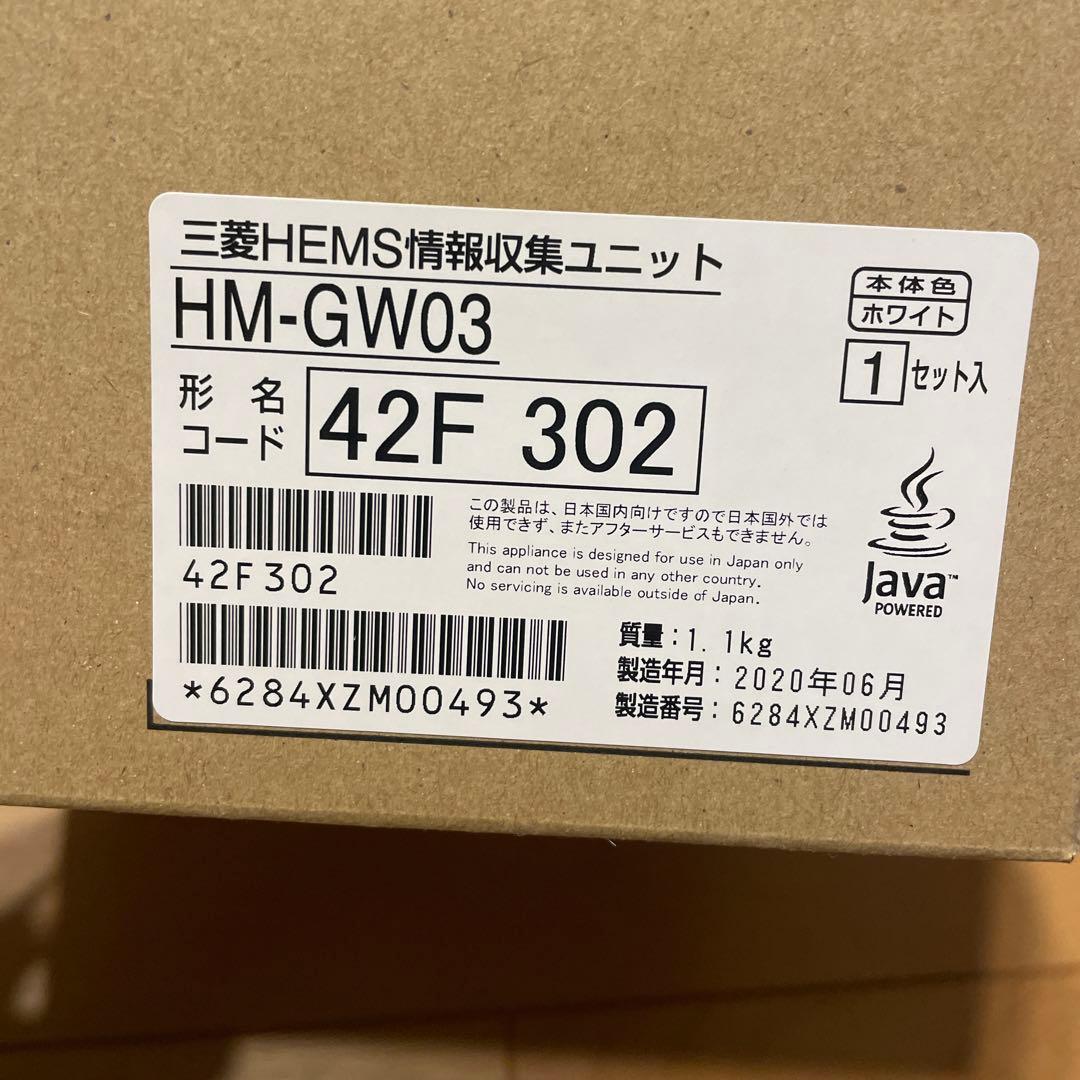 三菱HEMS情報収集ユニット
HM-GW03
本体色
ホワイト
1 セット入
形名
コード
42F 302
42F302
この製品は、日本国内向けですので日本国外では
使用できず、またアフターサービスもできません。
This appliance is designed for use in Japan only
and can not be used in any other country.
No servicing is available outside of Japan.
Java™
POWERED
*6284XZM00493*
質量：1.1kg
製造年月：2020年06月
製造番号：6284XZM00493